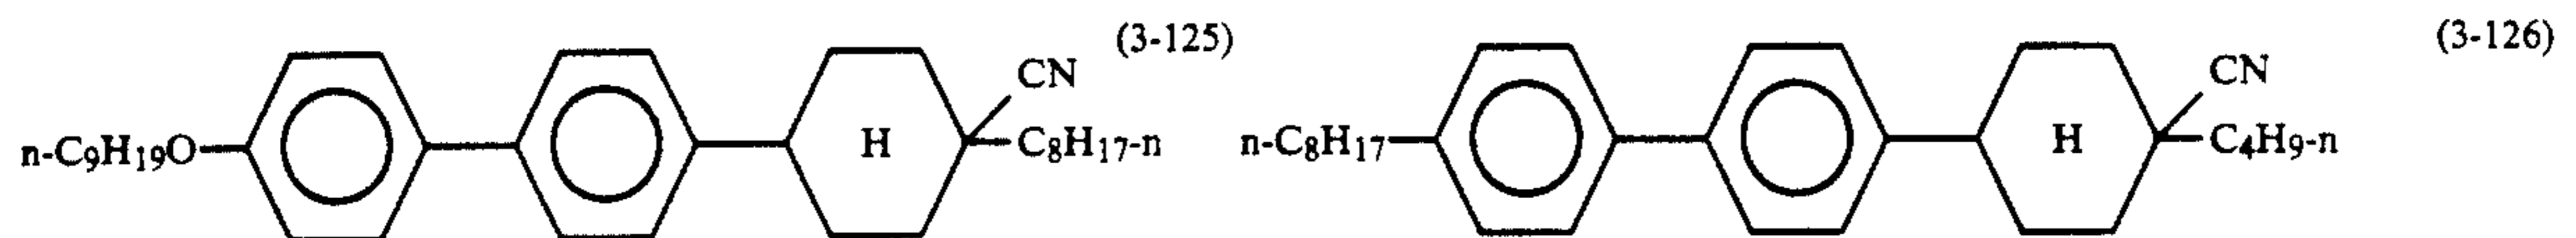 (3-125)
n-C9H19O H CN C8H17-n
(3-126)
n-C8H17 H CN C4H9-n